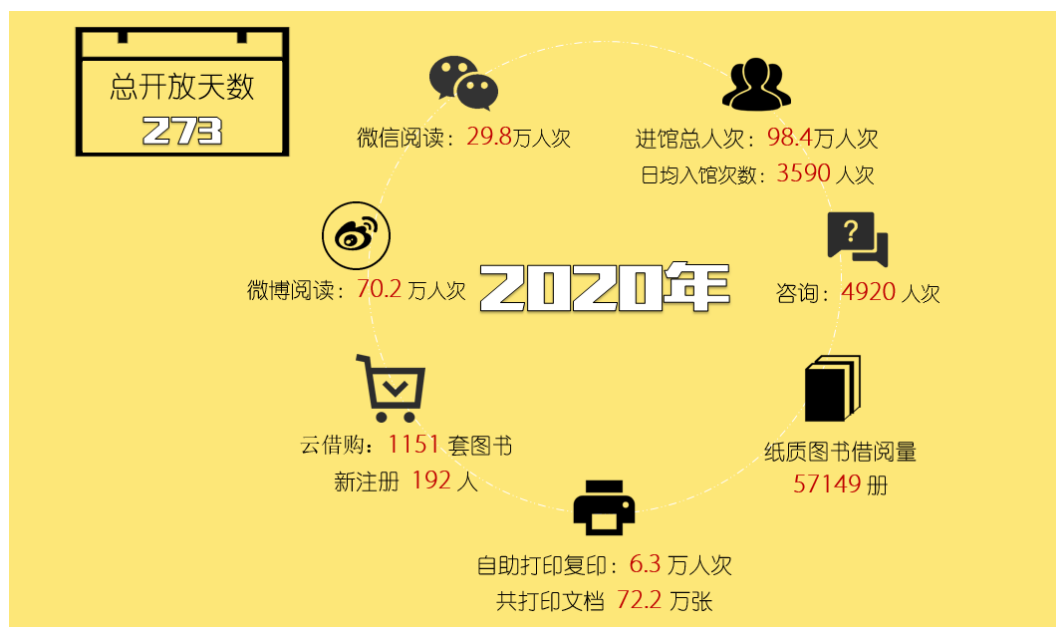 总开放天数
273
微信阅读：29.8万人次
进馆总人次：98.4万人次
日均入馆次数：3590 人次
?
微博阅读：70.2 万人次
2020年
咨询：4920 人次
云借购：1151 套图书
新注册 192 人
纸质图书借阅量
57149 册
自助打印复印：6.3 万人次
共打印文档 72.2 万张